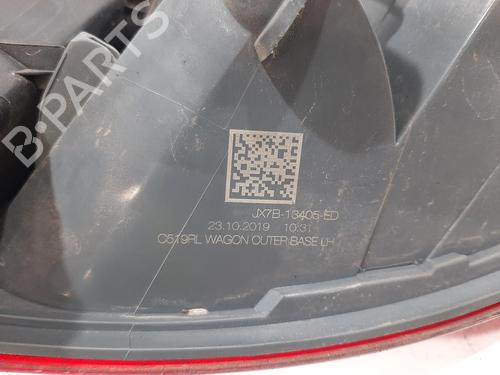 B-PARTS
JX7B-13405-ED
23.10.2019 10:31
C519RL WAGON OUTER BASE LH